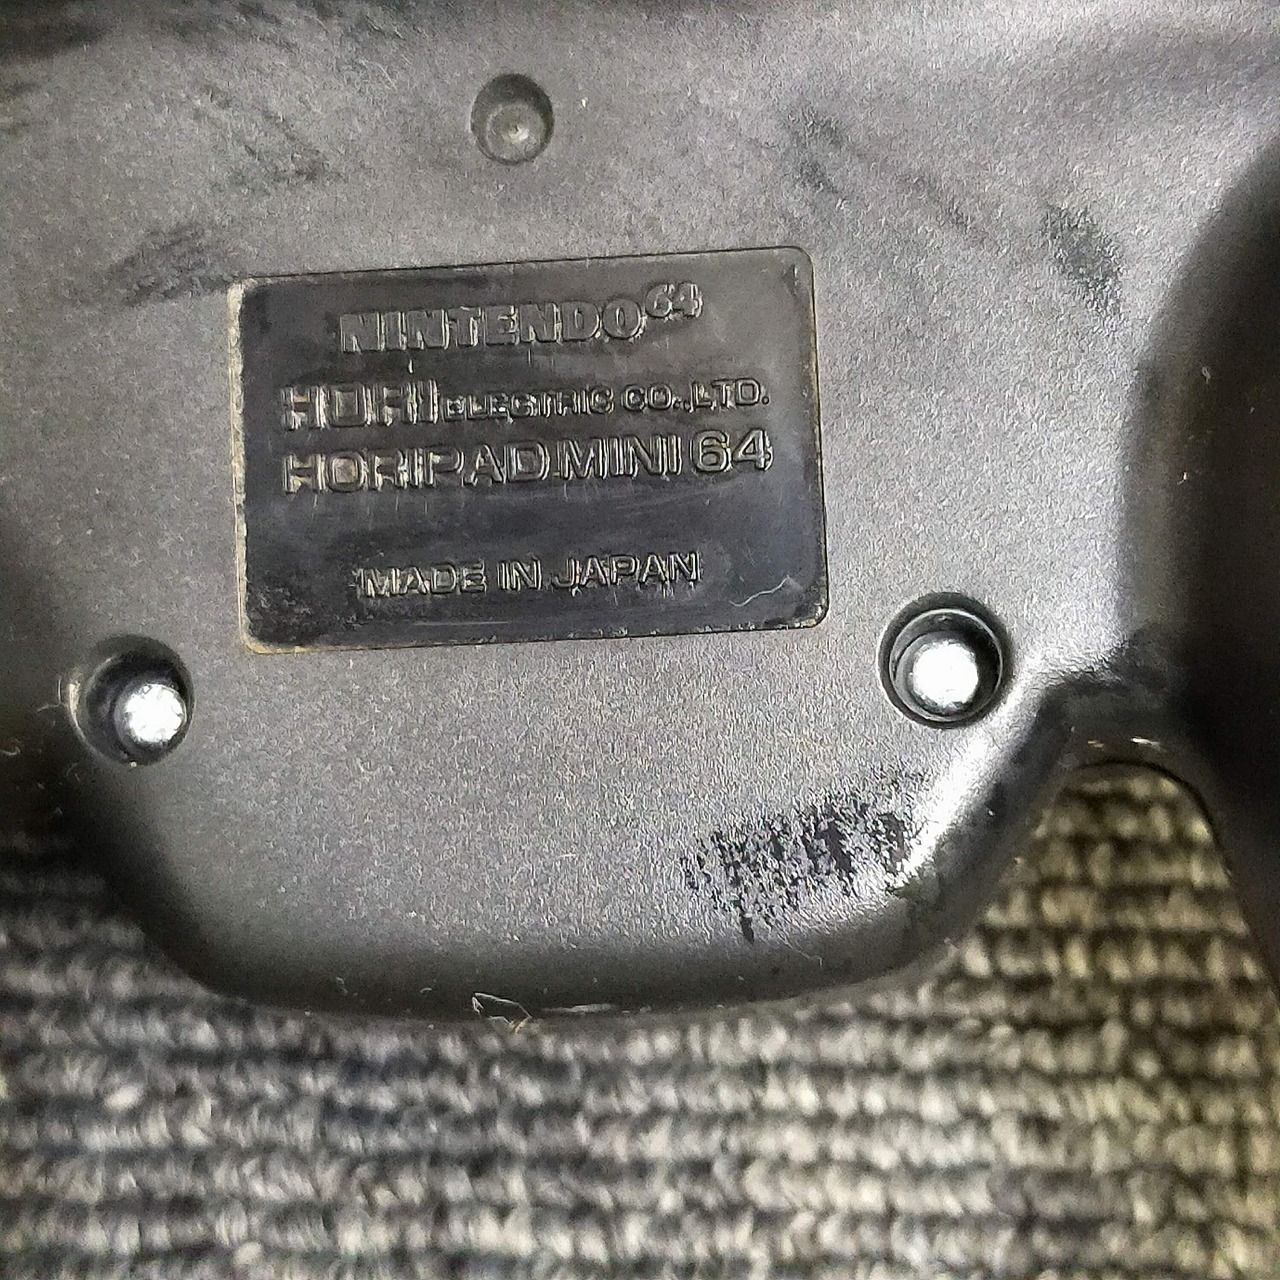 NINTENDO64
HORI ELECTRIC CO.,LTD.
HORIPAD MINI 64
MADE IN JAPAN